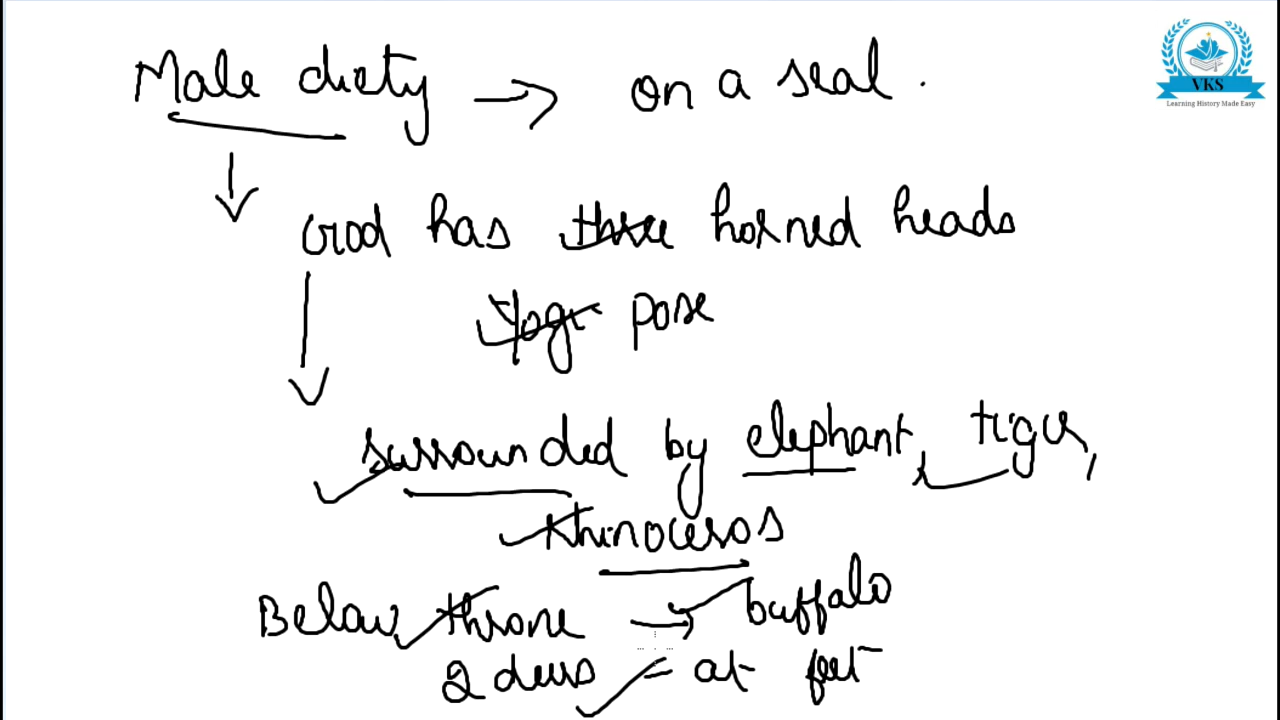 Male diety → on a seal.
VKS
Learning History Made Easy
↓
God has three horned heads
yogi pose
↓
surrounded by elephant, tiger,
rhinoceros
Below throne → buffalo
2 deers = at feet